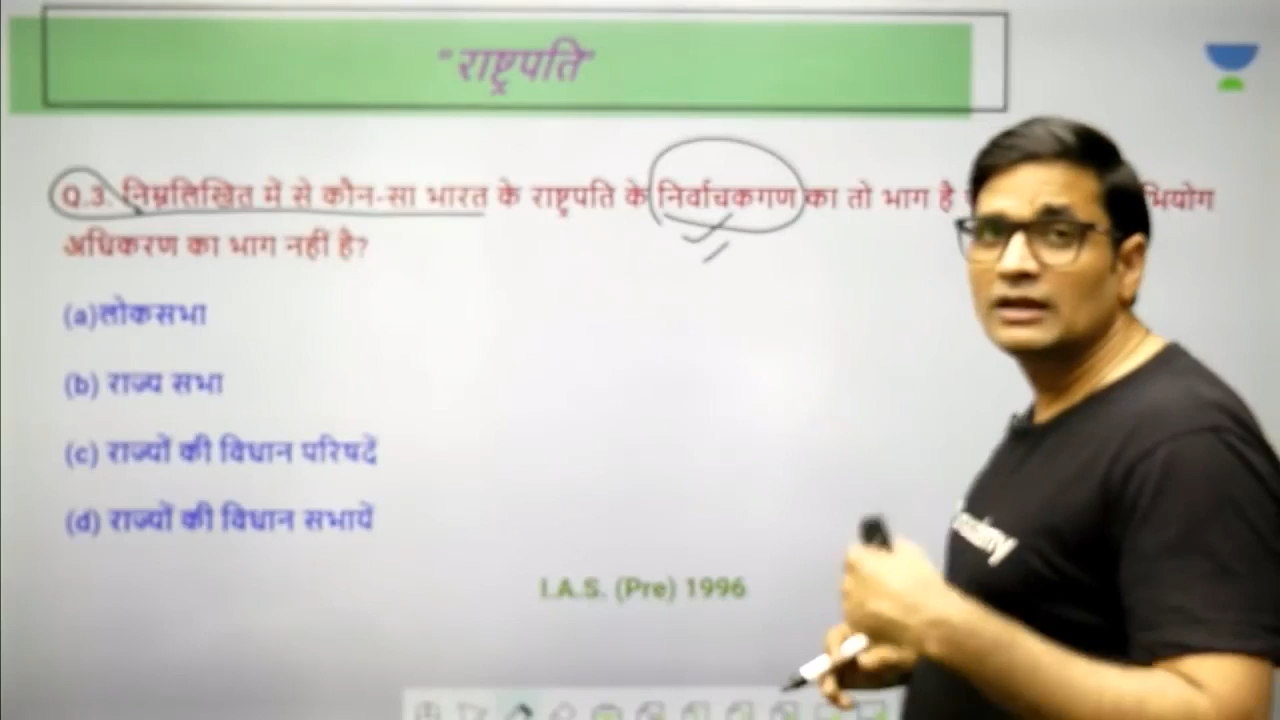 "राष्ट्रपति"
Q.3. निम्नलिखित में से कौन-सा भारत के राष्ट्रपति के निर्वाचकगण का तो भाग है भियोग
अधिकरण का भाग नहीं है?
(a)लोकसभा
(b) राज्य सभा
(c) राज्यों की विधान परिषदें
(d) राज्यों की विधान सभायें
I.A.S. (Pre) 1996